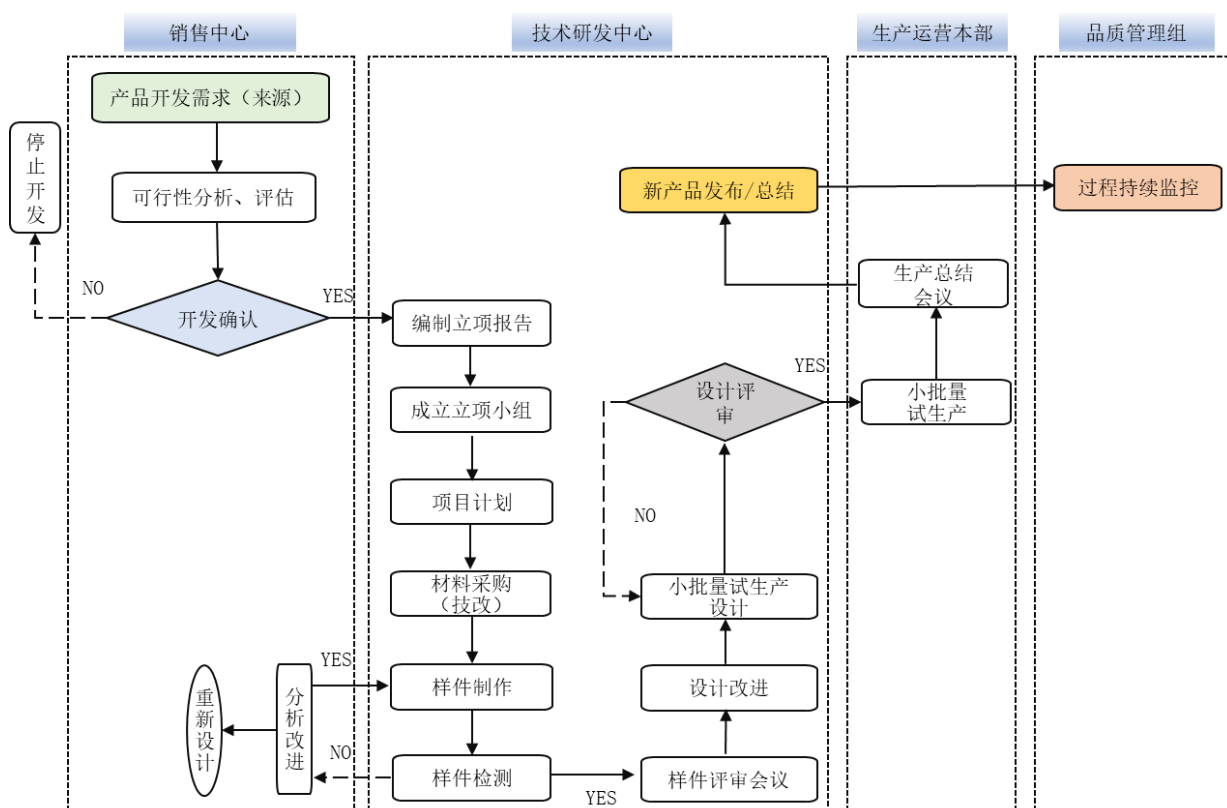 销售中心
技术研发中心
生产运营本部
品质管理组
产品开发需求（来源）
停止开发
可行性分析、评估
新产品发布/总结
过程持续监控
生产总结
会议
NO
YES
开发确认
编制立项报告
YES
设计评
审
小批量
试生产
成立立项小组
项目计划
NO
材料采购
（技改）
小批量试生产
设计
YES
重新设计
分析改进
样件制作
设计改进
NO
样件检测
YES
样件评审会议